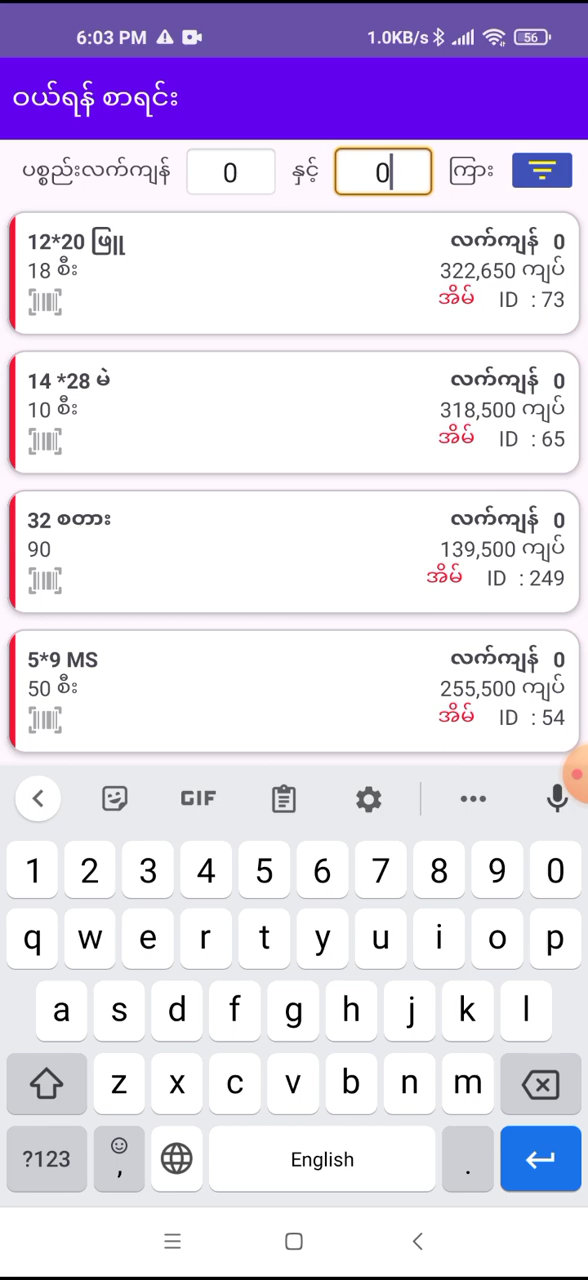 6:03 PM 1.0KB/s 56
ဝယ်ရန် စာရင်း
ပစ္စည်းလက်ကျန် 0 နှင့် 0 ကြား
12*20 ဖြူ လက်ကျန် 0
18 စီး 322,650 ကျပ်
အိမ် ID : 73
14 *28 မဲ လက်ကျန် 0
10 စီး 318,500 ကျပ်
အိမ် ID : 65
32 စတား လက်ကျန် 0
90 139,500 ကျပ်
အိမ် ID : 249
5*9 MS လက်ကျန် 0
50 စီး 255,500 ကျပ်
အိမ် ID : 54
GIF
1 2 3 4 5 6 7 8 9 0
q w e r t y u i o p
a s d f g h j k l
z x c v b n m
?123 , English .